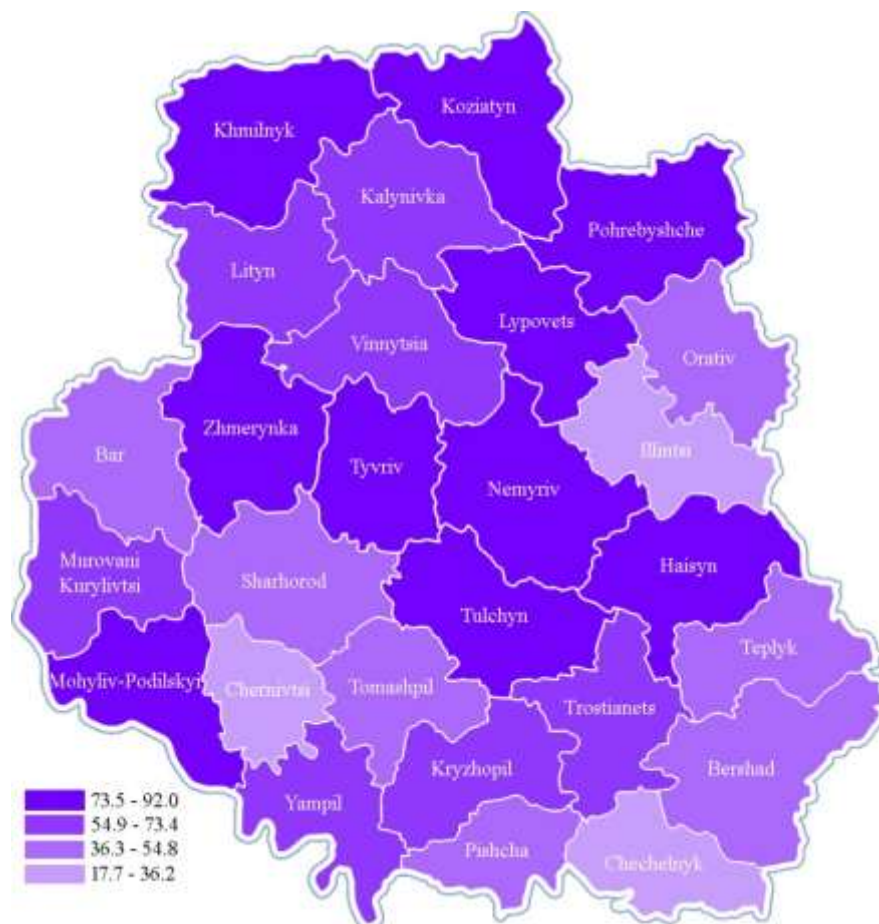 Koziatyn
Khmilnyk
Kalynivka
Pohrebyshche
Lityn
Lypovets
Vinnytsia
Orativ
Zhmerynka
Bar
Illintsi
Tyvriv
Nemyriv
Murovani
Kurylivtsi
Haisyn
Sharhorod
Tulchyn
Teplyk
Mohyliv-Podilskyi
Chernivtsi
Tomashpil
Trostianets
Kryzhopil
Bershad
Yampil
Pishcha
Chechelnyk
73.5 - 92.0
54.9 - 73.4
36.3 - 54.8
17.7 - 36.2